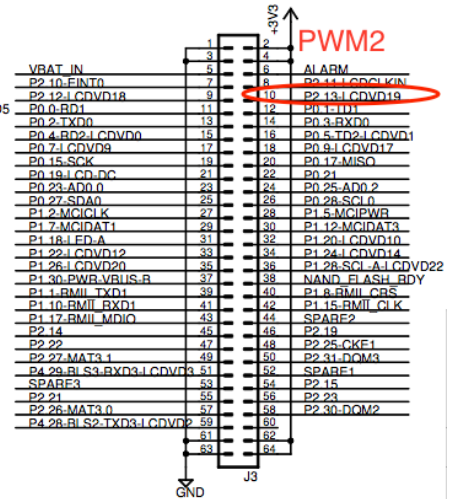 +3V3
PWM2
1 2
3 4
VBAT_IN 5 6 ALARM
P2.10-EINT0 7 8 P2.11-LCDCLKIN
P2.12-LCDVD18 9 10 P2.13-LCDVD19
P0.0-RD1 11 12 P0.1-TD1
P0.2-TXD0 13 14 P0.3-RXD0
P0.4-RD2-LCDVD0 15 16 P0.5-TD2-LCDVD1
P0.7-LCDVD9 17 18 P0.9-LCDVD17
P0.15-SCK 19 20 P0.17-MISO
P0.19-LCD-DC 21 22 P0.21
P0.23-AD0.0 23 24 P0.25-AD0.2
P0.27-SDA0 25 26 P0.28-SCL0
P1.2-MCICLK 27 28 P1.5-MCIPWR
P1.7-MCIDAT1 29 30 P1.12-MCIDAT3
P1.18-LED-A 31 32 P1.20-LCDVD10
P1.22-LCDVD12 33 34 P1.24-LCDVD14
P1.26-LCDVD20 35 36 P1.28-SCL-A-LCDVD22
P1.30-PWR-VBUS-B 37 38 NAND_FLASH_RDY
P1.1-RMII_TXD1 39 40 P1.8-RMII_CRS
P1.10-RMII_RXD1 41 42 P1.15-RMII_CLK
P1.17-RMII_MDIO 43 44 SPARE2
P2.14 45 46 P2.19
P2.22 47 48 P2.25-CKE1
P2.27-MAT3.1 49 50 P2.31-DQM3
P4.29-BLS3-RXD3-LCDVD3 51 52 SPARE1
SPARE3 53 54 P2.15
P2.21 55 56 P2.23
P2.26-MAT3.0 57 58 P2.30-DQM2
P4.28-BLS2-TXD3-LCDVD2 59 60
61 62
63 64
J3
GND